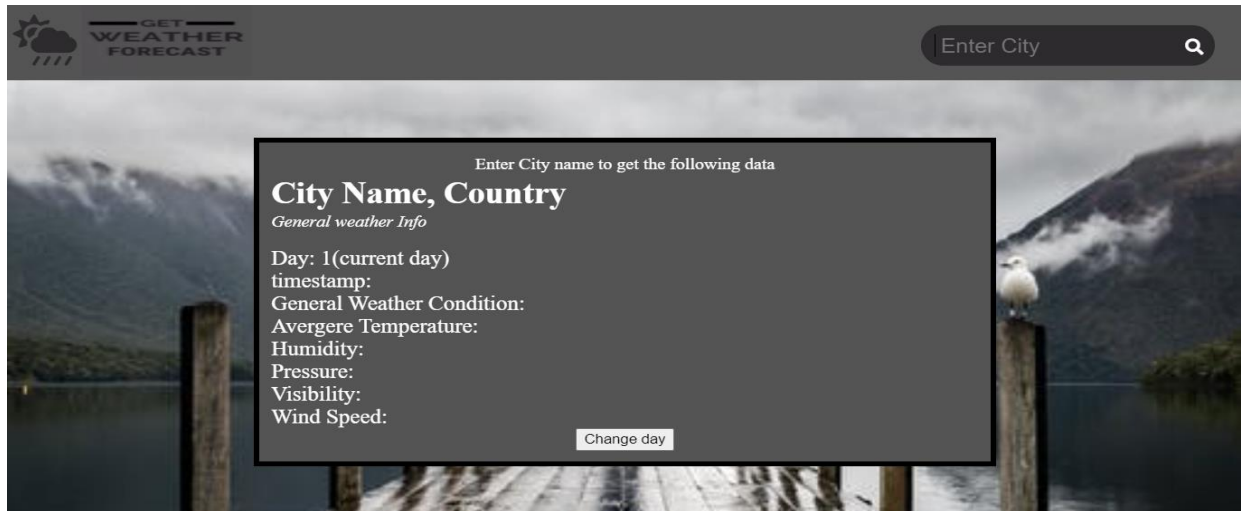 GET
WEATHER
FORECAST
Enter City
Enter City name to get the following data
City Name, Country
General weather Info
Day: 1(current day)
timestamp:
General Weather Condition:
Avergere Temperature:
Humidity:
Pressure:
Visibility:
Wind Speed:
Change day